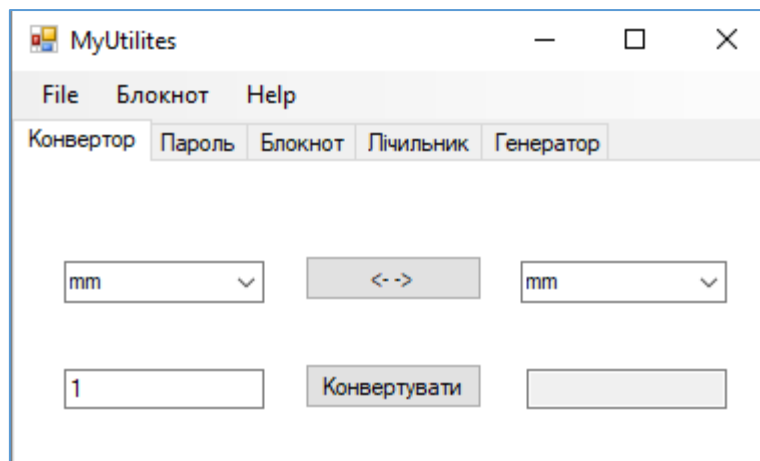 MyUtilites
File Блокнот Help
Конвертор Пароль Блокнот Лічильник Генератор
mm <--> mm
1 Конвертувати